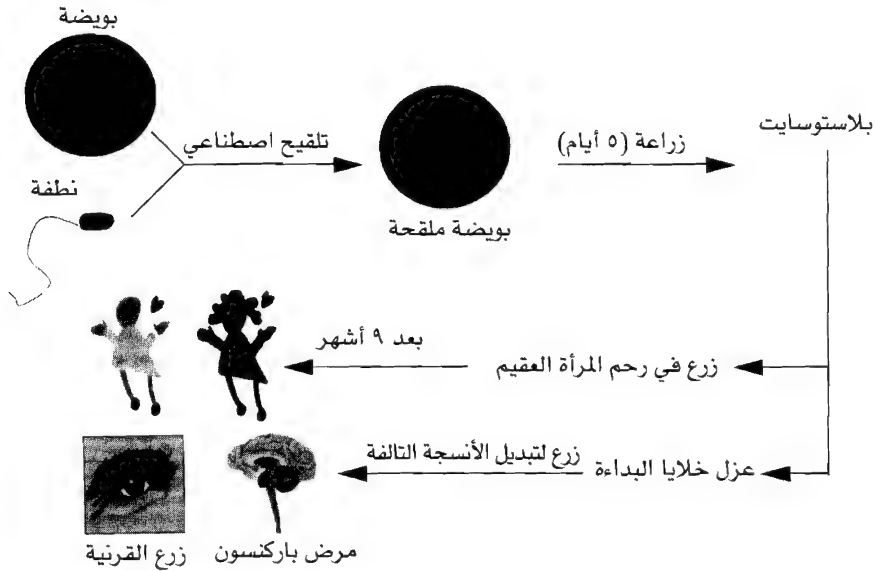 بويضة
تلقيح اصطناعي
زراعة (٥ أيام)
بلاستوسايت
نطفة
بويضة ملقحة
زرع في رحم المرأة العقيم
بعد ٩ أشهر
عزل خلايا البداءة
زرع لتبديل الأنسجة التالفة
مرض باركنسون
زرع القرنية